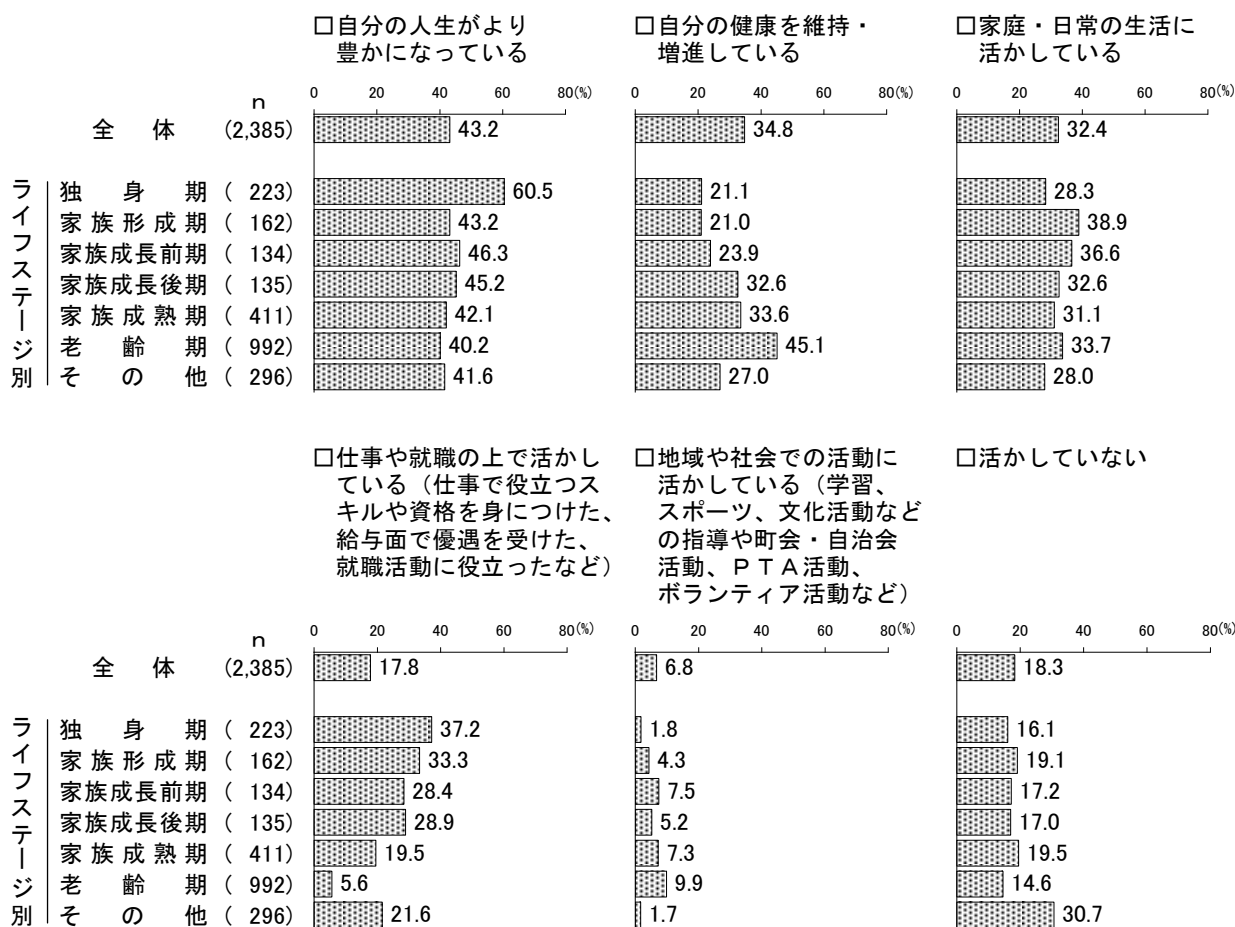 □自分の人生がより
豊かになっている
□自分の健康を維持・
増進している
□家庭・日常の生活に
活かしている
n
0 20 40 60 80(%)
0 20 40 60 80(%)
0 20 40 60 80(%)
全体 (2,385) 43.2 34.8 32.4
ライフステージ別
独身期 ( 223) 60.5 21.1 28.3
家族形成期 ( 162) 43.2 21.0 38.9
家族成長前期 ( 134) 46.3 23.9 36.6
家族成長後期 ( 135) 45.2 32.6 32.6
家族成熟期 ( 411) 42.1 33.6 31.1
老齢期 ( 992) 40.2 45.1 33.7
その他 ( 296) 41.6 27.0 28.0
□仕事や就職の上で活かし
ている（仕事で役立つス
キルや資格を身につけた、
給与面で優遇を受けた、
就職活動に役立ったなど）
□地域や社会での活動に
活かしている（学習、
スポーツ、文化活動など
の指導や町会・自治会
活動、ＰＴＡ活動、
ボランティア活動など）
□活かしていない
n
0 20 40 60 80(%)
0 20 40 60 80(%)
0 20 40 60 80(%)
全体 (2,385) 17.8 6.8 18.3
ライフステージ別
独身期 ( 223) 37.2 1.8 16.1
家族形成期 ( 162) 33.3 4.3 19.1
家族成長前期 ( 134) 28.4 7.5 17.2
家族成長後期 ( 135) 28.9 5.2 17.0
家族成熟期 ( 411) 19.5 7.3 19.5
老齢期 ( 992) 5.6 9.9 14.6
その他 ( 296) 21.6 1.7 30.7